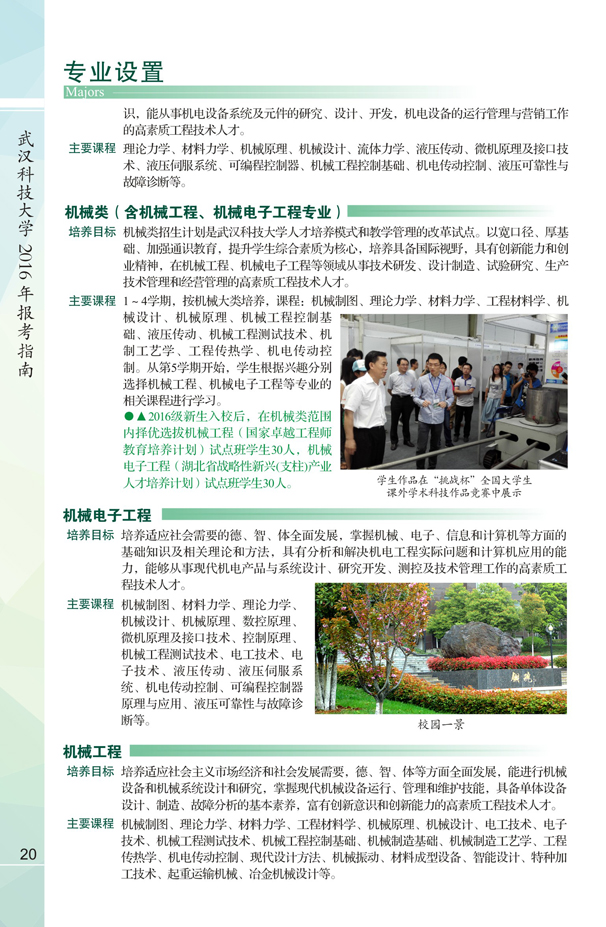 专业设置
Majors
识，能从事机电设备系统及元件的研究、设计、开发，机电设备的运行管理与营销工作
的高素质工程技术人才。
主要课程 理论力学、材料力学、机械原理、机械设计、流体力学、液压传动、微机原理及接口技
术、液压伺服系统、可编程控制器、机械工程控制基础、机电传动控制、液压可靠性与
故障诊断等。
机械类（含机械工程、机械电子工程专业）
培养目标 机械类招生计划是武汉科技大学人才培养模式和教学管理的改革试点。以宽口径、厚基
础、加强通识教育，提升学生综合素质为核心，培养具备国际视野，具有创新能力和创
业精神，在机械工程、机械电子工程等领域从事技术研发、设计制造、试验研究、生产
技术管理和经营管理的高素质工程技术人才。
主要课程 1～4学期，按机械大类培养，课程：机械制图、理论力学、材料力学、工程材料学、机
械设计、机械原理、机械工程控制基
础、液压传动、机械工程测试技术、机
制工艺学、工程传热学、机电传动控
制。从第5学期开始，学生根据兴趣分别
选择机械工程、机械电子工程等专业的
相关课程进行学习。
●▲2016级新生入校后，在机械类范围
内择优选拔机械工程（国家卓越工程师
教育培养计划）试点班学生30人，机械
电子工程（湖北省战略性新兴(支柱)产业
人才培养计划）试点班学生30人。
学生作品在“挑战杯”全国大学生
课外学术科技作品竞赛中展示
机械电子工程
培养目标 培养适应社会需要的德、智、体全面发展，掌握机械、电子、信息和计算机等方面的
基础知识及相关理论和方法，具有分析和解决机电工程实际问题和计算机应用的能
力，能够从事现代机电产品与系统设计、研究开发、测控及技术管理工作的高素质工
程技术人才。
主要课程 机械制图、材料力学、理论力学、
机械设计、机械原理、数控原理、
微机原理及接口技术、控制原理、
机械工程测试技术、电工技术、电
子技术、液压传动、液压伺服系
统、机电传动控制、可编程控制器
原理与应用、液压可靠性与故障诊
断等。
校园一景
机械工程
培养目标 培养适应社会主义市场经济和社会发展需要，德、智、体等方面全面发展，能进行机械
设备和机械系统设计和研究，掌握现代机械设备运行、管理和维护技能，具备单体设备
设计、制造、故障分析的基本素养，富有创新意识和创新能力的高素质工程技术人才。
主要课程 机械制图、理论力学、材料力学、工程材料学、机械原理、机械设计、电工技术、电子
技术、机械工程测试技术、机械工程控制基础、机械制造基础、机械制造工艺学、工程
传热学、机电传动控制、现代设计方法、机械振动、材料成型设备、智能设计、特种加
工技术、起重运输机械、冶金机械设计等。
武汉科技大学 2016年报考指南
20